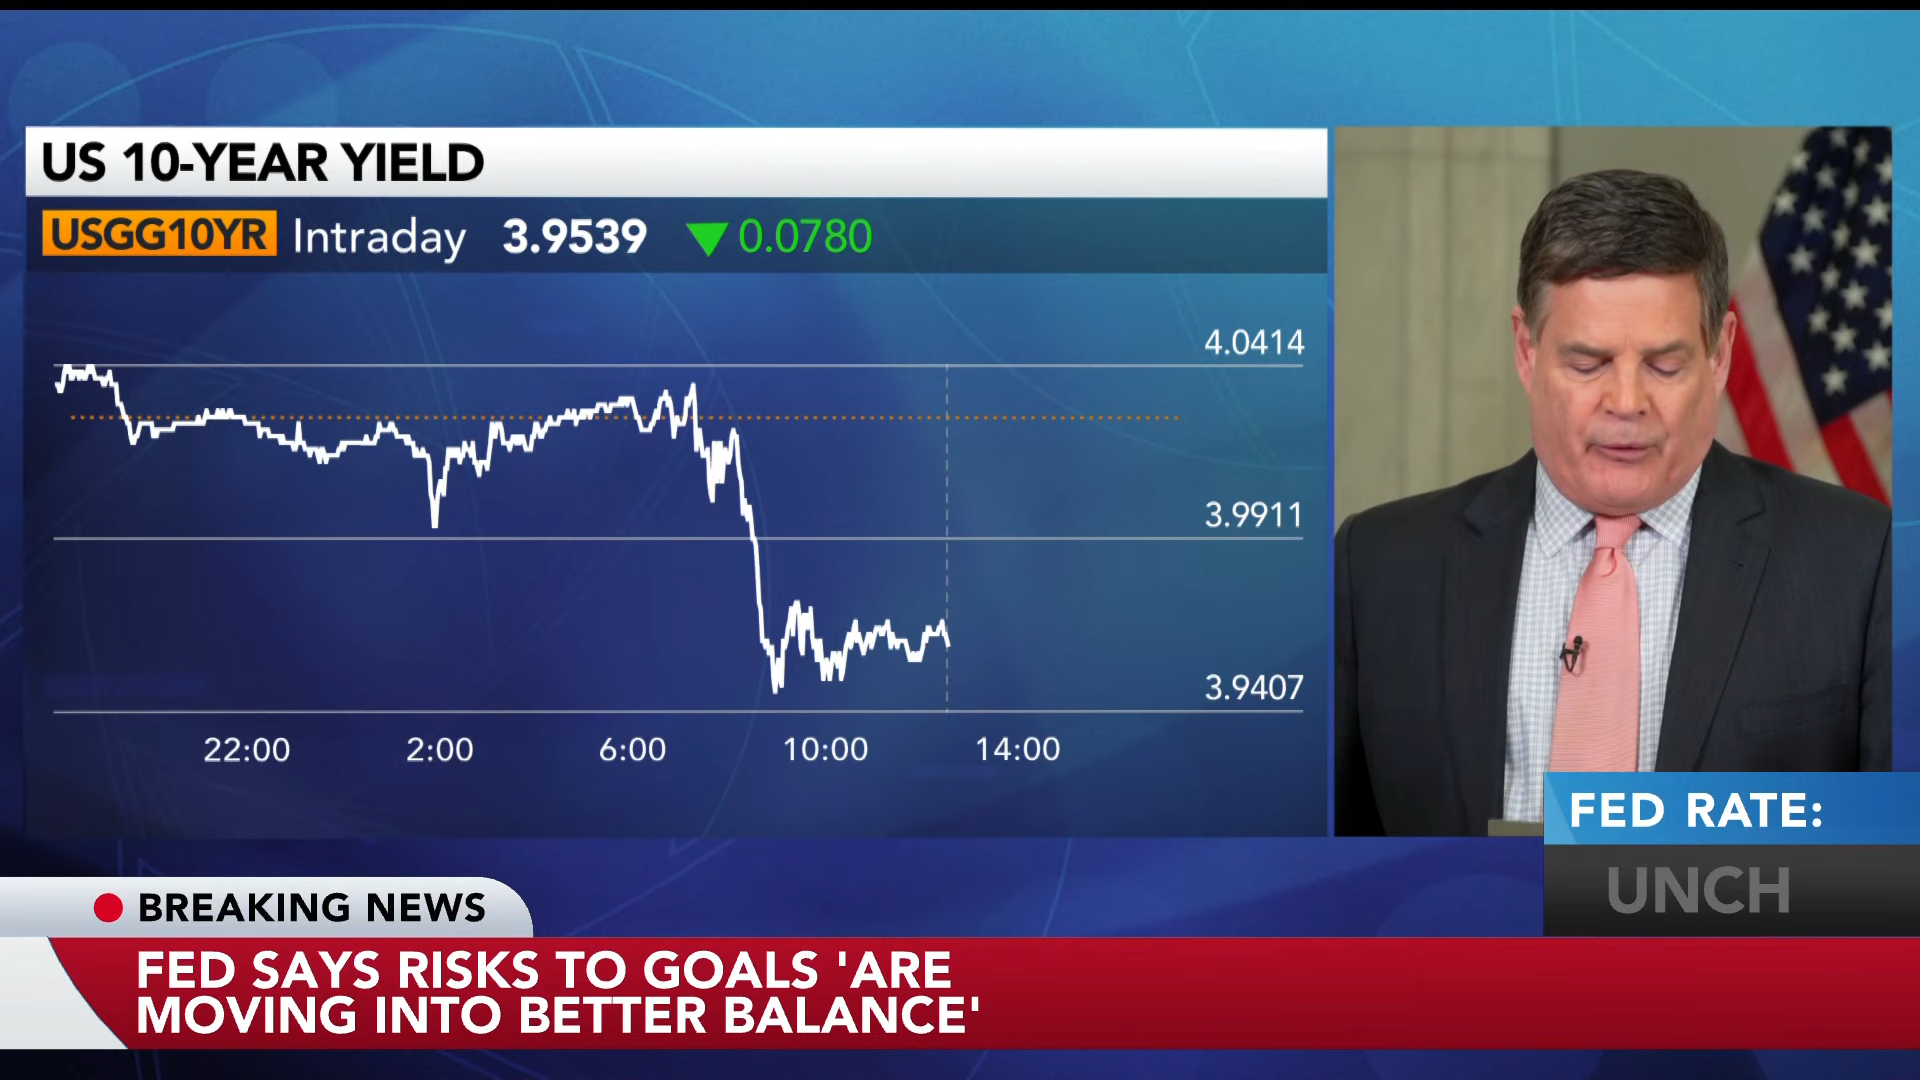 US 10-YEAR YIELD
USGG10YR Intraday 3.9539 ▼0.0780
4.0414
3.9911
3.9407
22:00 2:00 6:00 10:00 14:00
FED RATE:
UNCH
BREAKING NEWS
FED SAYS RISKS TO GOALS 'ARE
MOVING INTO BETTER BALANCE'